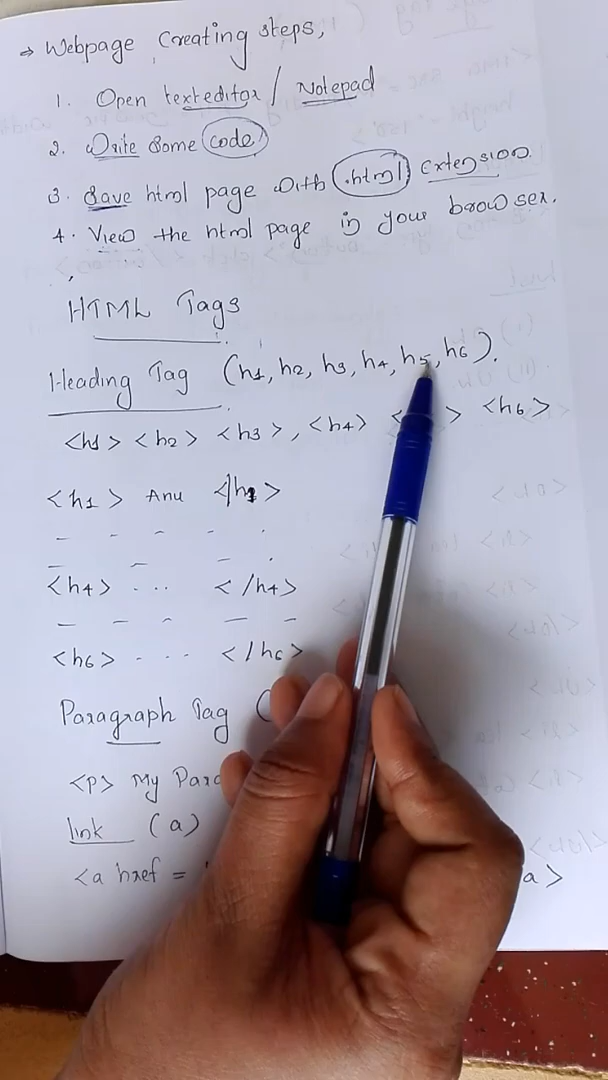 → Webpage Creating steps,
1. Open texteditor / Notepad
2. Write Some code
3. Save html page with .html extension.
4. View the html page in your browser.
HTML Tags
Heading Tag (h1, h2, h3, h4, h5, h6).
<h1> <h2> <h3>, <h4> < > <h6>
<h1> Anu </h1>
<h4> ... </h4>
<h6> ... </h6>
Paragraph Tag (
<p> My Para
link (a)
<a href = a>